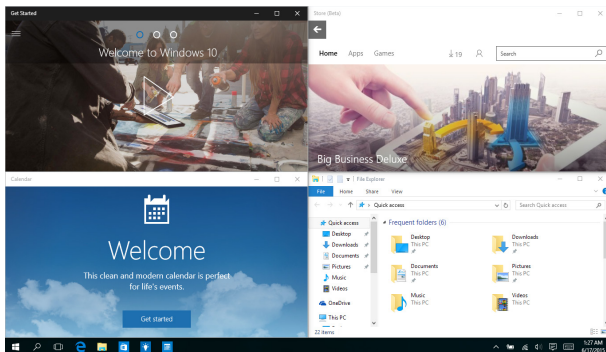 Get Started
Welcome to Windows 10
Store (Beta)
Home Apps Games
19
Search
Big Business Deluxe
Calendar
Welcome
This clean and modern calendar is perfect
for life's events.
Get started
File Explorer
File Home Share View
Quick access
Search Quick access
Quick access
Desktop
Downloads
Documents
Pictures
Music
Videos
OneDrive
This PC
Frequent folders (6)
Desktop
This PC
Downloads
This PC
Documents
This PC
Pictures
This PC
Music
This PC
Videos
This PC
22 items
1:27 AM
6/17/2015